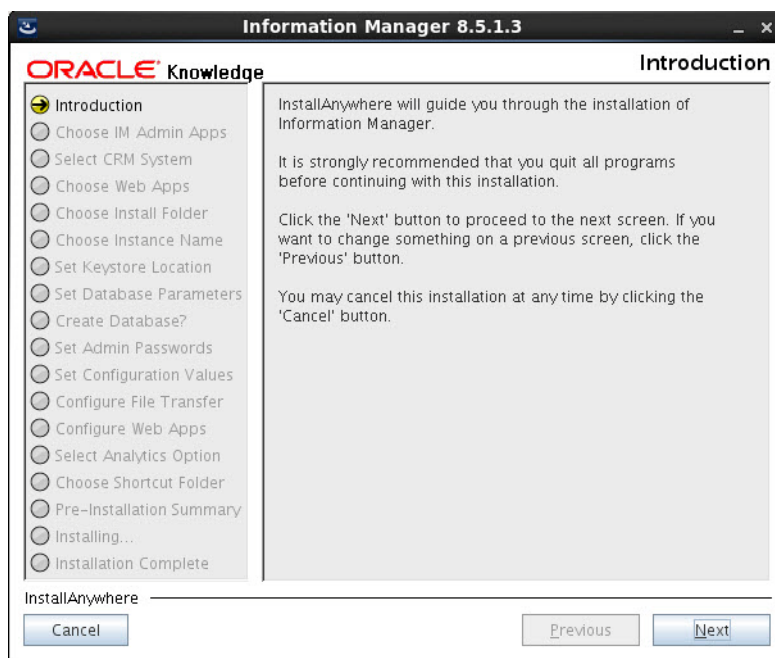 Information Manager 8.5.1.3
ORACLE Knowledge
Introduction
Introduction
Choose IM Admin Apps
Select CRM System
Choose Web Apps
Choose Install Folder
Choose Instance Name
Set Keystore Location
Set Database Parameters
Create Database?
Set Admin Passwords
Set Configuration Values
Configure File Transfer
Configure Web Apps
Select Analytics Option
Choose Shortcut Folder
Pre-Installation Summary
Installing...
Installation Complete
InstallAnywhere will guide you through the installation of
Information Manager.
It is strongly recommended that you quit all programs
before continuing with this installation.
Click the 'Next' button to proceed to the next screen. If you
want to change something on a previous screen, click the
'Previous' button.
You may cancel this installation at any time by clicking the
'Cancel' button.
InstallAnywhere
Cancel
Previous
Next